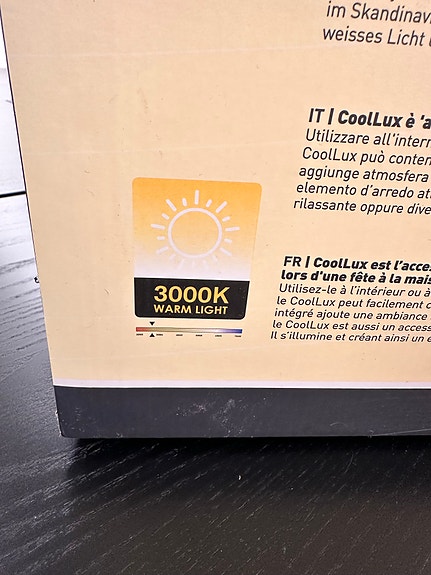 im Skandinav
weisses Licht
IT | CoolLux è 'a
Utilizzare all'intern
CoolLux può conten
aggiunge atmosfera
elemento d'arredo at
rilassante oppure dive
3000K
WARM LIGHT
FR | CoolLux est l'acces
lors d'une fête à la mais
Utilisez-le à l'intérieur ou à
le CoolLux peut facilement c
intégré ajoute une ambiance
le CoolLux est aussi un access
Il s'illumine et créant ainsi un e